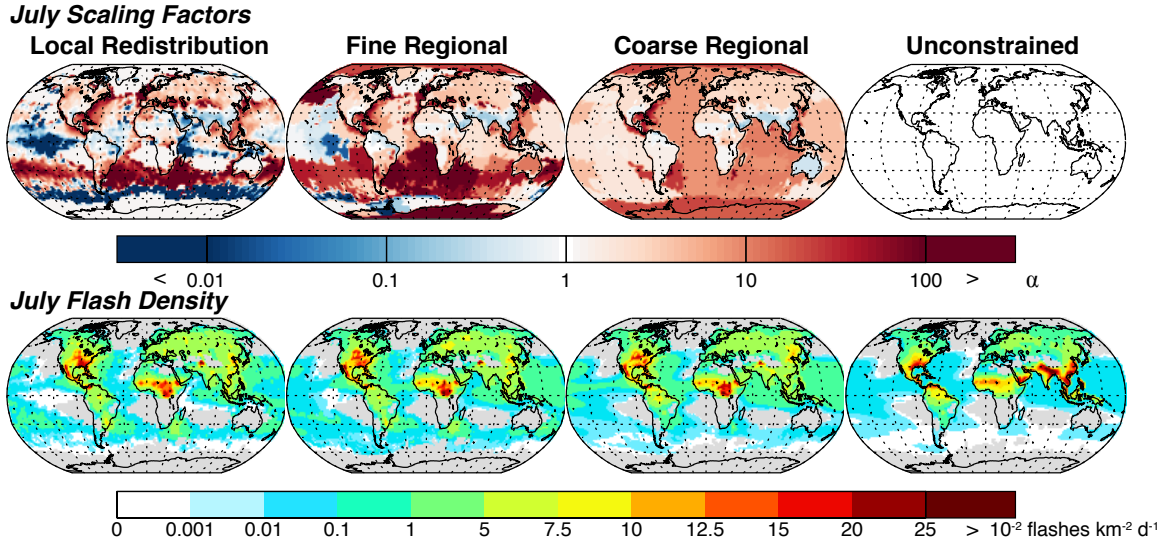 July Scaling Factors
Local Redistribution Fine Regional Coarse Regional Unconstrained
< 0.01 0.1 1 10 100 > α
July Flash Density
0 0.001 0.01 0.1 1 5 7.5 10 12.5 15 20 25 > 10⁻² flashes km⁻² d⁻¹